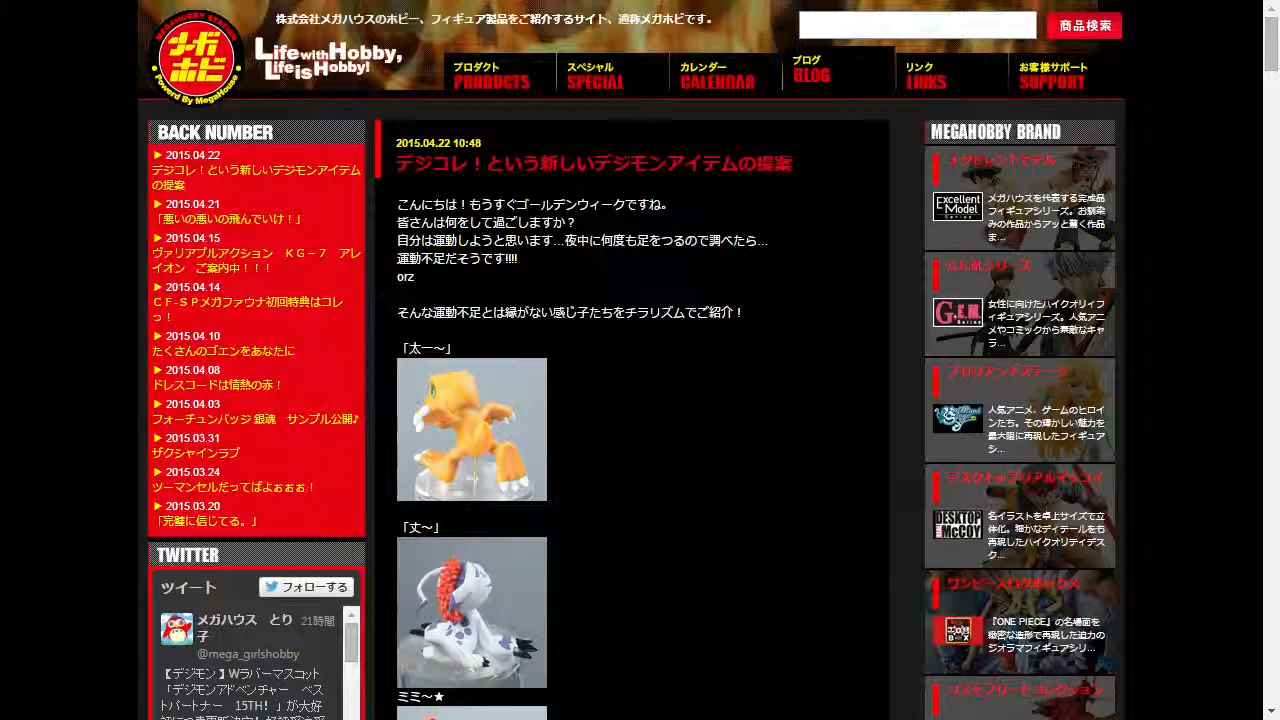 株式会社メガハウスのホビー、フィギュア製品をご紹介するサイト、通称メガホビです。
商品検索
MEGAHOBBY STATION
メガホビ
Powered By MegaHouse
Life with Hobby,
Life is Hobby!
プロダクト
PRODUCTS
スペシャル
SPECIAL
カレンダー
CALENDAR
ブログ
BLOG
リンク
LINKS
お客様サポート
SUPPORT
BACK NUMBER
2015.04.22
デジコレ！という新しいデジモンアイテム
の提案
2015.04.21
「悪いの悪いの飛んでいけ！」
2015.04.15
ヴァリアブルアクション　ＫＧ－７　アレ
イオン　ご案内中！！！
2015.04.14
ＣＦ-ＳＰメガファウナ初回特典はコレ
っ！
2015.04.10
たくさんのゴエンをあなたに
2015.04.08
ドレスコードは情熱の赤！
2015.04.03
フォーチュンバッジ 銀魂　サンプル公開♪
2015.03.31
ザクシャインラブ
2015.03.24
ツーマンセルだってばよぉぉぉ！
2015.03.20
「完璧に信じてる。」
TWITTER
ツイート
フォローする
メガハウス　とり 21時間
子
@mega_girlshobby
【デジモン】Wラバーマスコット
「デジモンアドベンチャー　ベス
トパートナー　15TH！」が大好
2015.04.22 10:48
デジコレ！という新しいデジモンアイテムの提案
こんにちは！もうすぐゴールデンウィークですね。
皆さんは何をして過ごしますか？
自分は運動しようと思います…夜中に何度も足をつるので調べたら…
運動不足だそうです!!!!
orz
そんな運動不足とは縁がない感じ子たちをチラリズムでご紹介！
「太一～」
「丈～」
ミミ～★
MEGAHOBBY BRAND
エクセレントモデル
Excellent
Model
Series
メガハウスを代表する完成品
フィギュアシリーズ。お馴染
みの作品からアッと驚く作品
ま...
G.E.M.シリーズ
G.E.M.
Series
女性に向けたハイクオリィフ
ィギュアシリーズ。人気アニ
メやコミックから素敵なキャ
ラ...
ブリリアントステージ
人気アニメ、ゲームのヒロイ
ンたち。その輝かしい魅力を
最大限に再現したフィギュア
シ...
デスクトップリアルマッコイ
DESKTOP
REAL McCOY
名イラストを卓上サイズで立
体化。細かなディテールをも
再現したハイクオリティデス
ク...
ワンピースログボックス
『ONE PIECE』の名場面を
緻密な造形で再現した迫力の
ジオラマフィギュアシリ...
コスモフリートコレクション